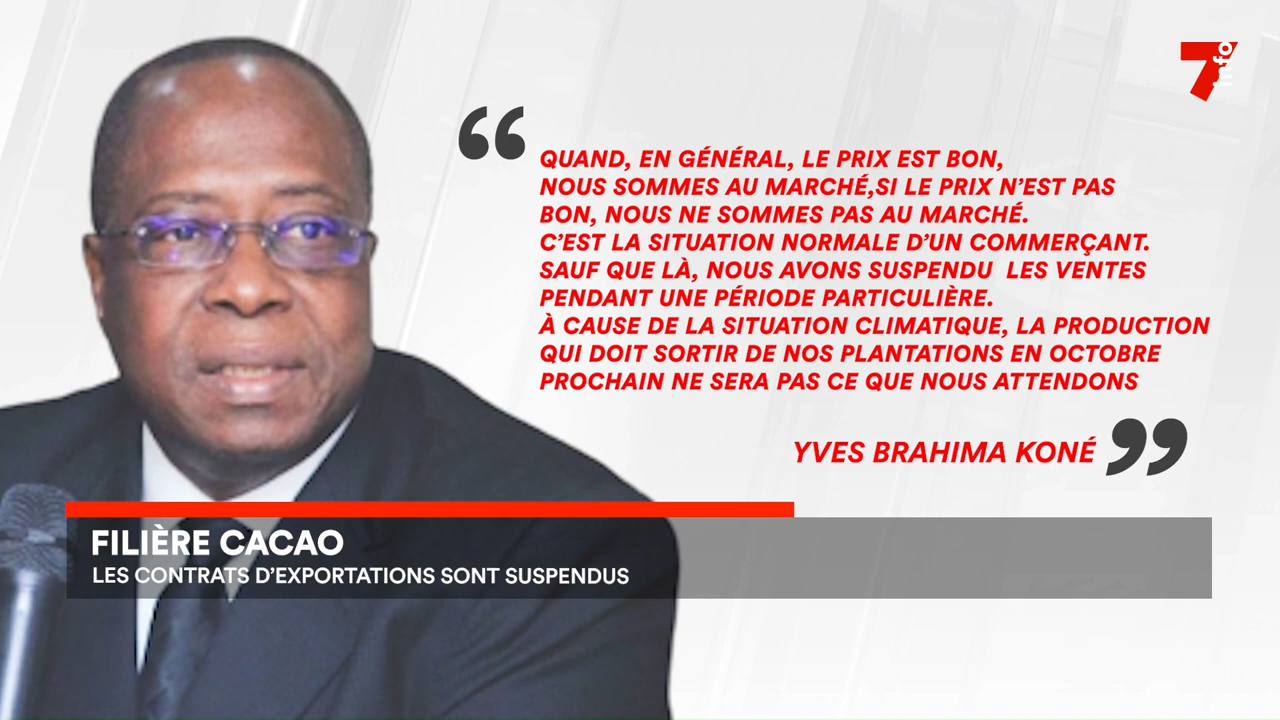 7 info
“
QUAND, EN GÉNÉRAL, LE PRIX EST BON,
NOUS SOMMES AU MARCHÉ,SI LE PRIX N’EST PAS
BON, NOUS NE SOMMES PAS AU MARCHÉ.
C’EST LA SITUATION NORMALE D’UN COMMERÇANT.
SAUF QUE LÀ, NOUS AVONS SUSPENDU  LES VENTES
PENDANT UNE PÉRIODE PARTICULIÈRE.
À CAUSE DE LA SITUATION CLIMATIQUE, LA PRODUCTION
QUI DOIT SORTIR DE NOS PLANTATIONS EN OCTOBRE
PROCHAIN NE SERA PAS CE QUE NOUS ATTENDONS
YVES BRAHIMA KONÉ ”
FILIÈRE CACAO
LES CONTRATS D’EXPORTATIONS SONT SUSPENDUS